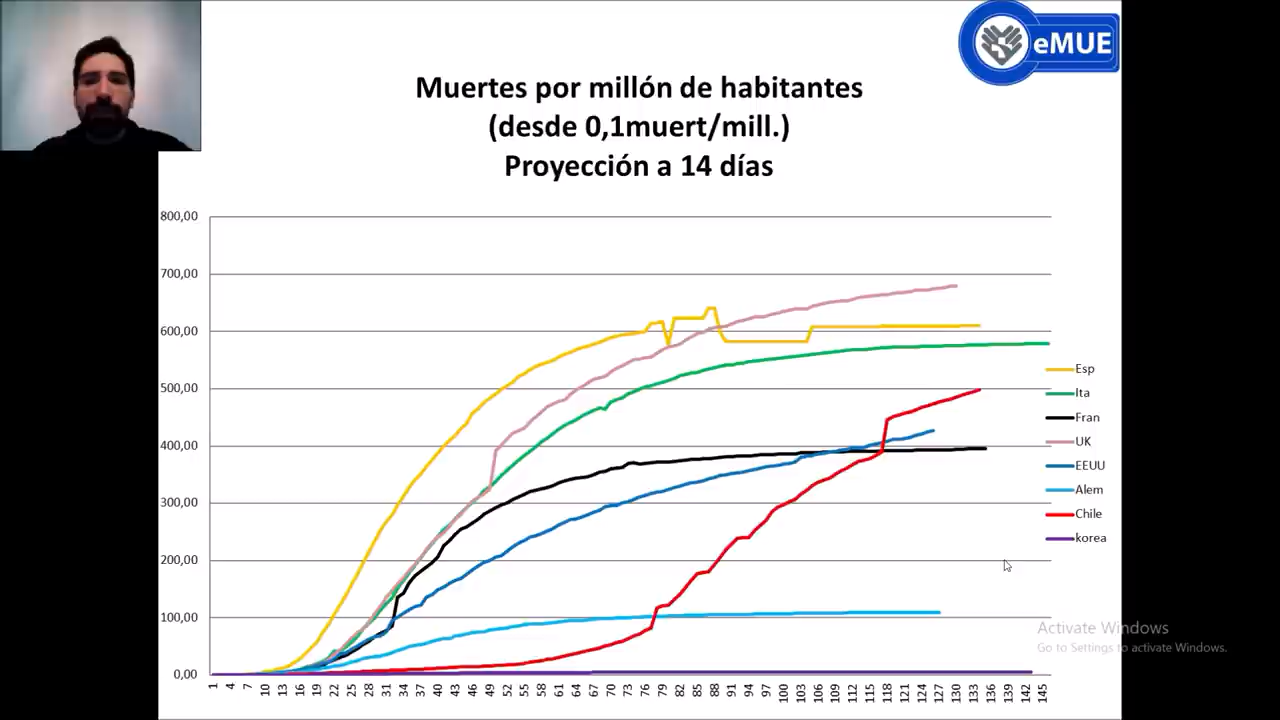 eMUE
Muertes por millón de habitantes
(desde 0,1muert/mill.)
Proyección a 14 días
800,00
700,00
600,00
500,00
400,00
300,00
200,00
100,00
0,00
Esp
Ita
Fran
UK
EEUU
Alem
Chile
korea
Activate Windows
Go to Settings to activate Windows.
1 4 7 10 13 16 19 22 25 28 31 34 37 40 43 46 49 52 55 58 61 64 67 70 73 76 79 82 85 88 91 94 97 100 103 106 109 112 115 118 121 124 127 130 133 136 139 142 145